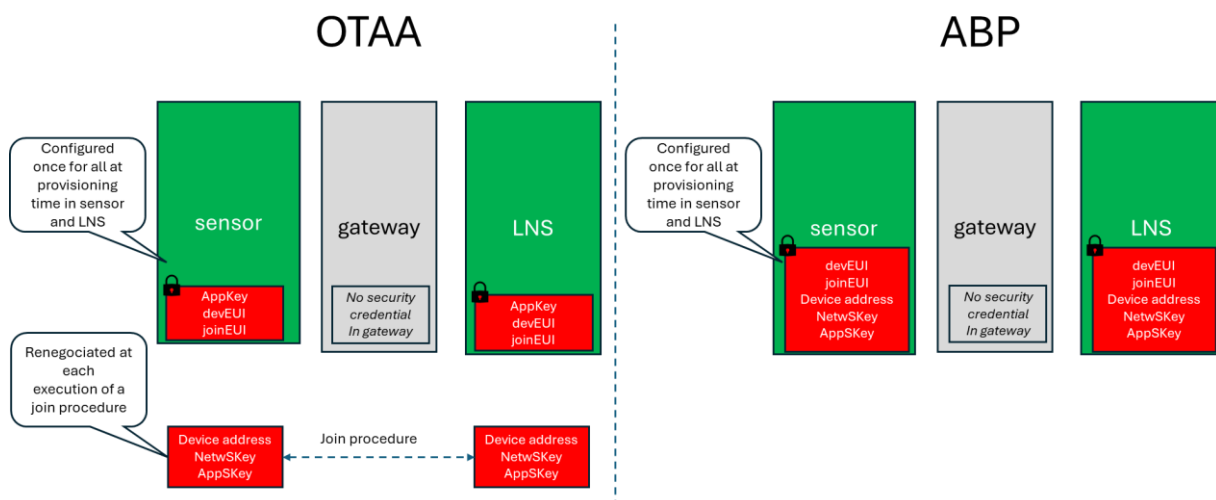 OTAA
Configured
once for all at
provisioning
time in sensor
and LNS
sensor
AppKey
devEUI
joinEUI
gateway
No security
credential
In gateway
LNS
AppKey
devEUI
joinEUI
Renegociated at
each
execution of a
join procedure
Device address
NetwSKey
AppSKey
Join procedure
Device address
NetwSKey
AppSKey
ABP
Configured
once for all at
provisioning
time in sensor
and LNS
sensor
devEUI
joinEUI
Device address
NetwSKey
AppSKey
gateway
No security
credential
In gateway
LNS
devEUI
joinEUI
Device address
NetwSKey
AppSKey